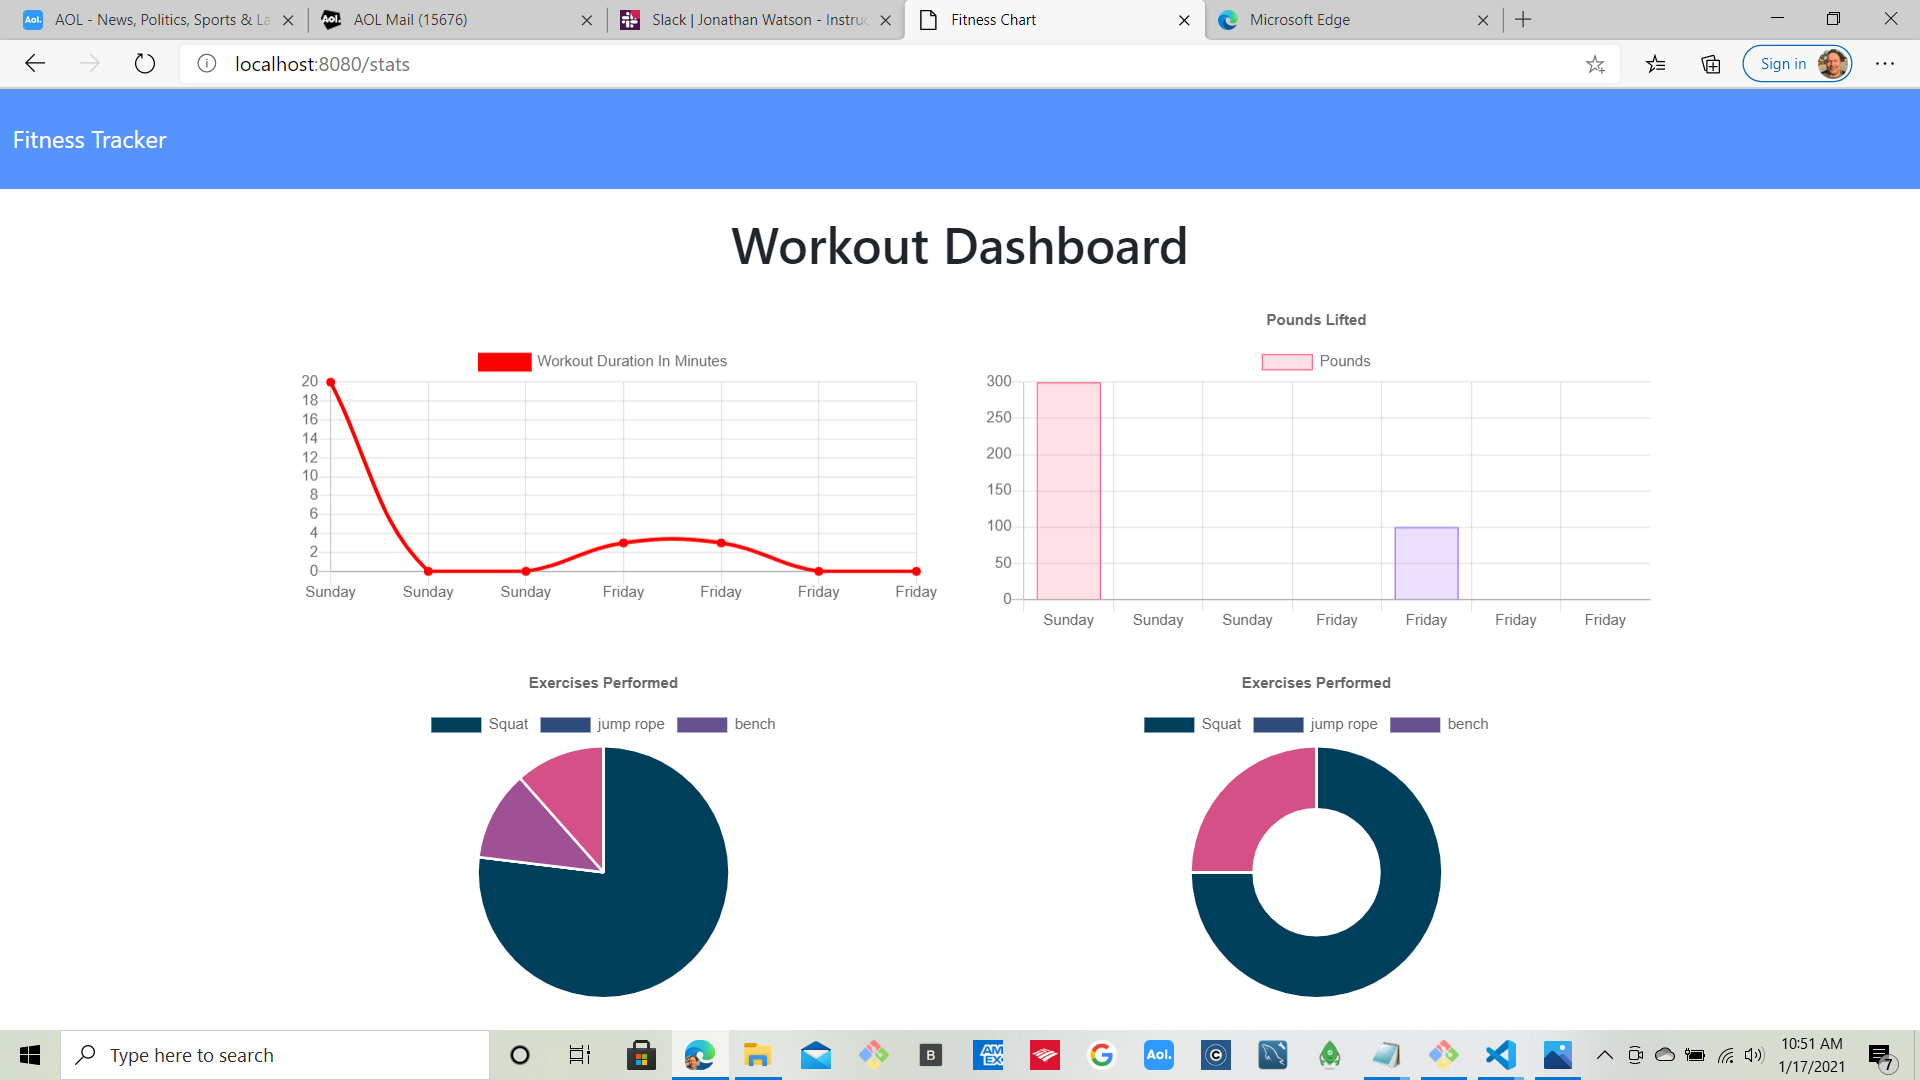 AOL - News, Politics, Sports & La
AOL Mail (15676)
Slack | Jonathan Watson - Instruc
Fitness Chart
Microsoft Edge
localhost:8080/stats
Sign in
Fitness Tracker
Workout Dashboard
Workout Duration In Minutes
20
18
16
14
12
10
8
6
4
2
0
Sunday Sunday Sunday Friday Friday Friday Friday
Pounds Lifted
Pounds
300
250
200
150
100
50
0
Sunday Sunday Sunday Friday Friday Friday Friday
Exercises Performed
Squat jump rope bench
Exercises Performed
Squat jump rope bench
Type here to search
B
AM
EX
Aol.
C
10:51 AM
1/17/2021
7